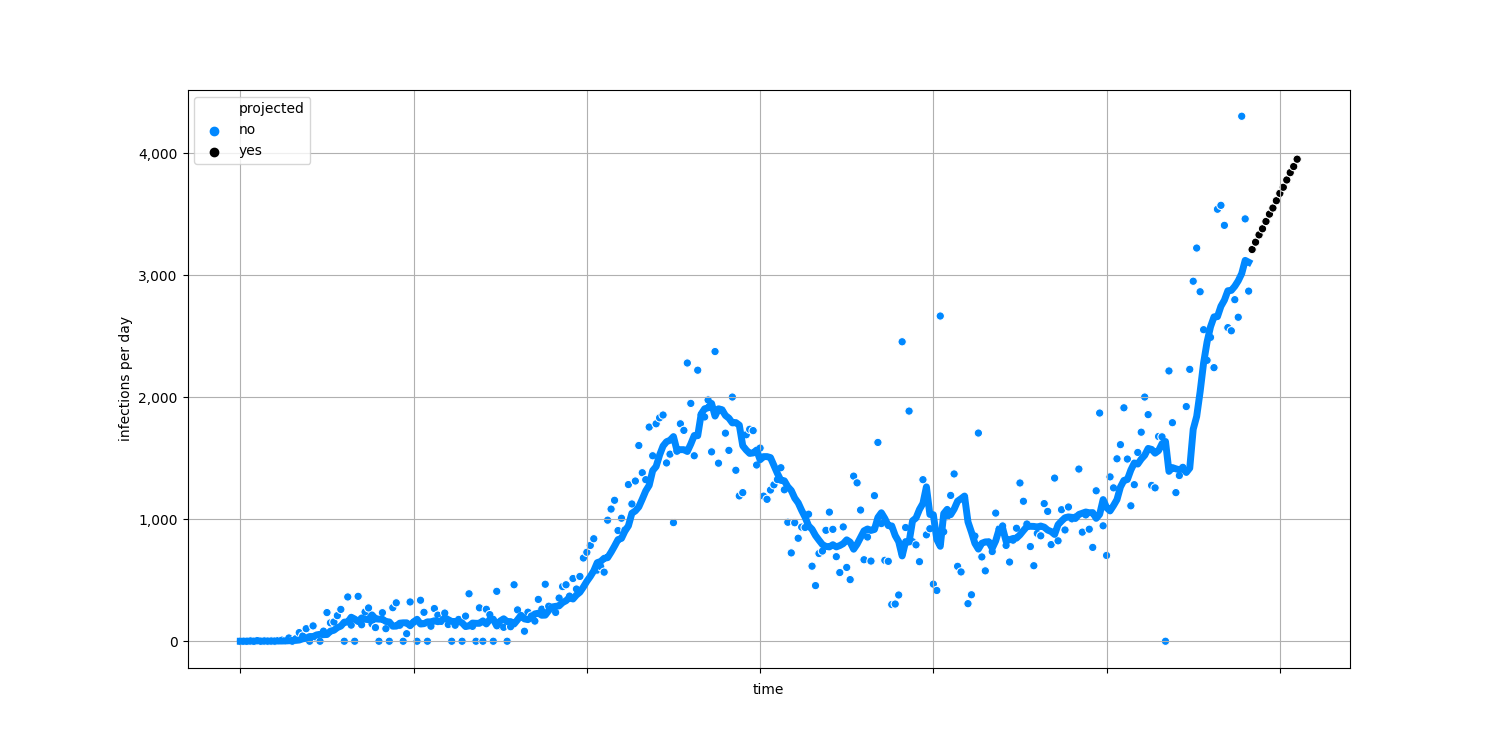 projected
no
yes
4,000
3,000
2,000
1,000
0
infections per day
time